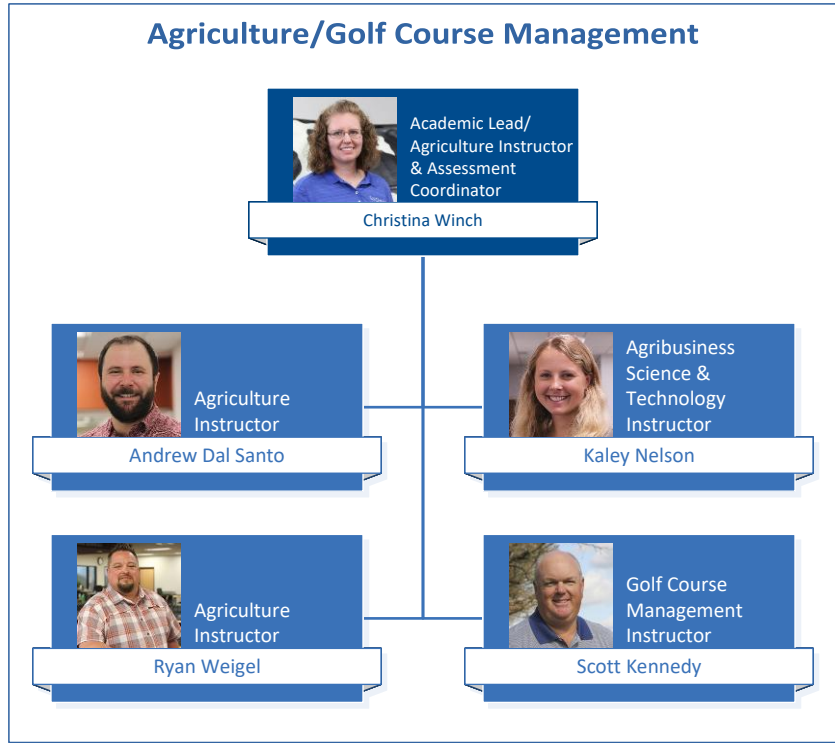 Agriculture/Golf Course Management
Academic Lead/
Agriculture Instructor
& Assessment
Coordinator
Christina Winch
Agriculture
Instructor
Andrew Dal Santo
Agribusiness
Science &
Technology
Instructor
Kaley Nelson
Agriculture
Instructor
Ryan Weigel
Golf Course
Management
Instructor
Scott Kennedy